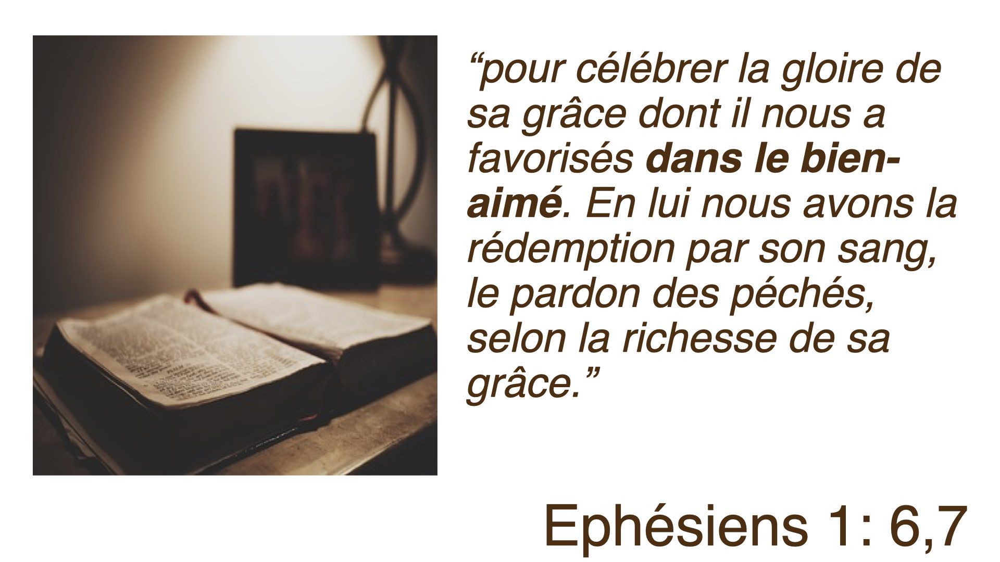 “pour célébrer la gloire de
sa grâce dont il nous a
favorisés dans le bien-
aimé. En lui nous avons la
rédemption par son sang,
le pardon des péchés,
selon la richesse de sa
grâce.”
Ephésiens 1: 6,7